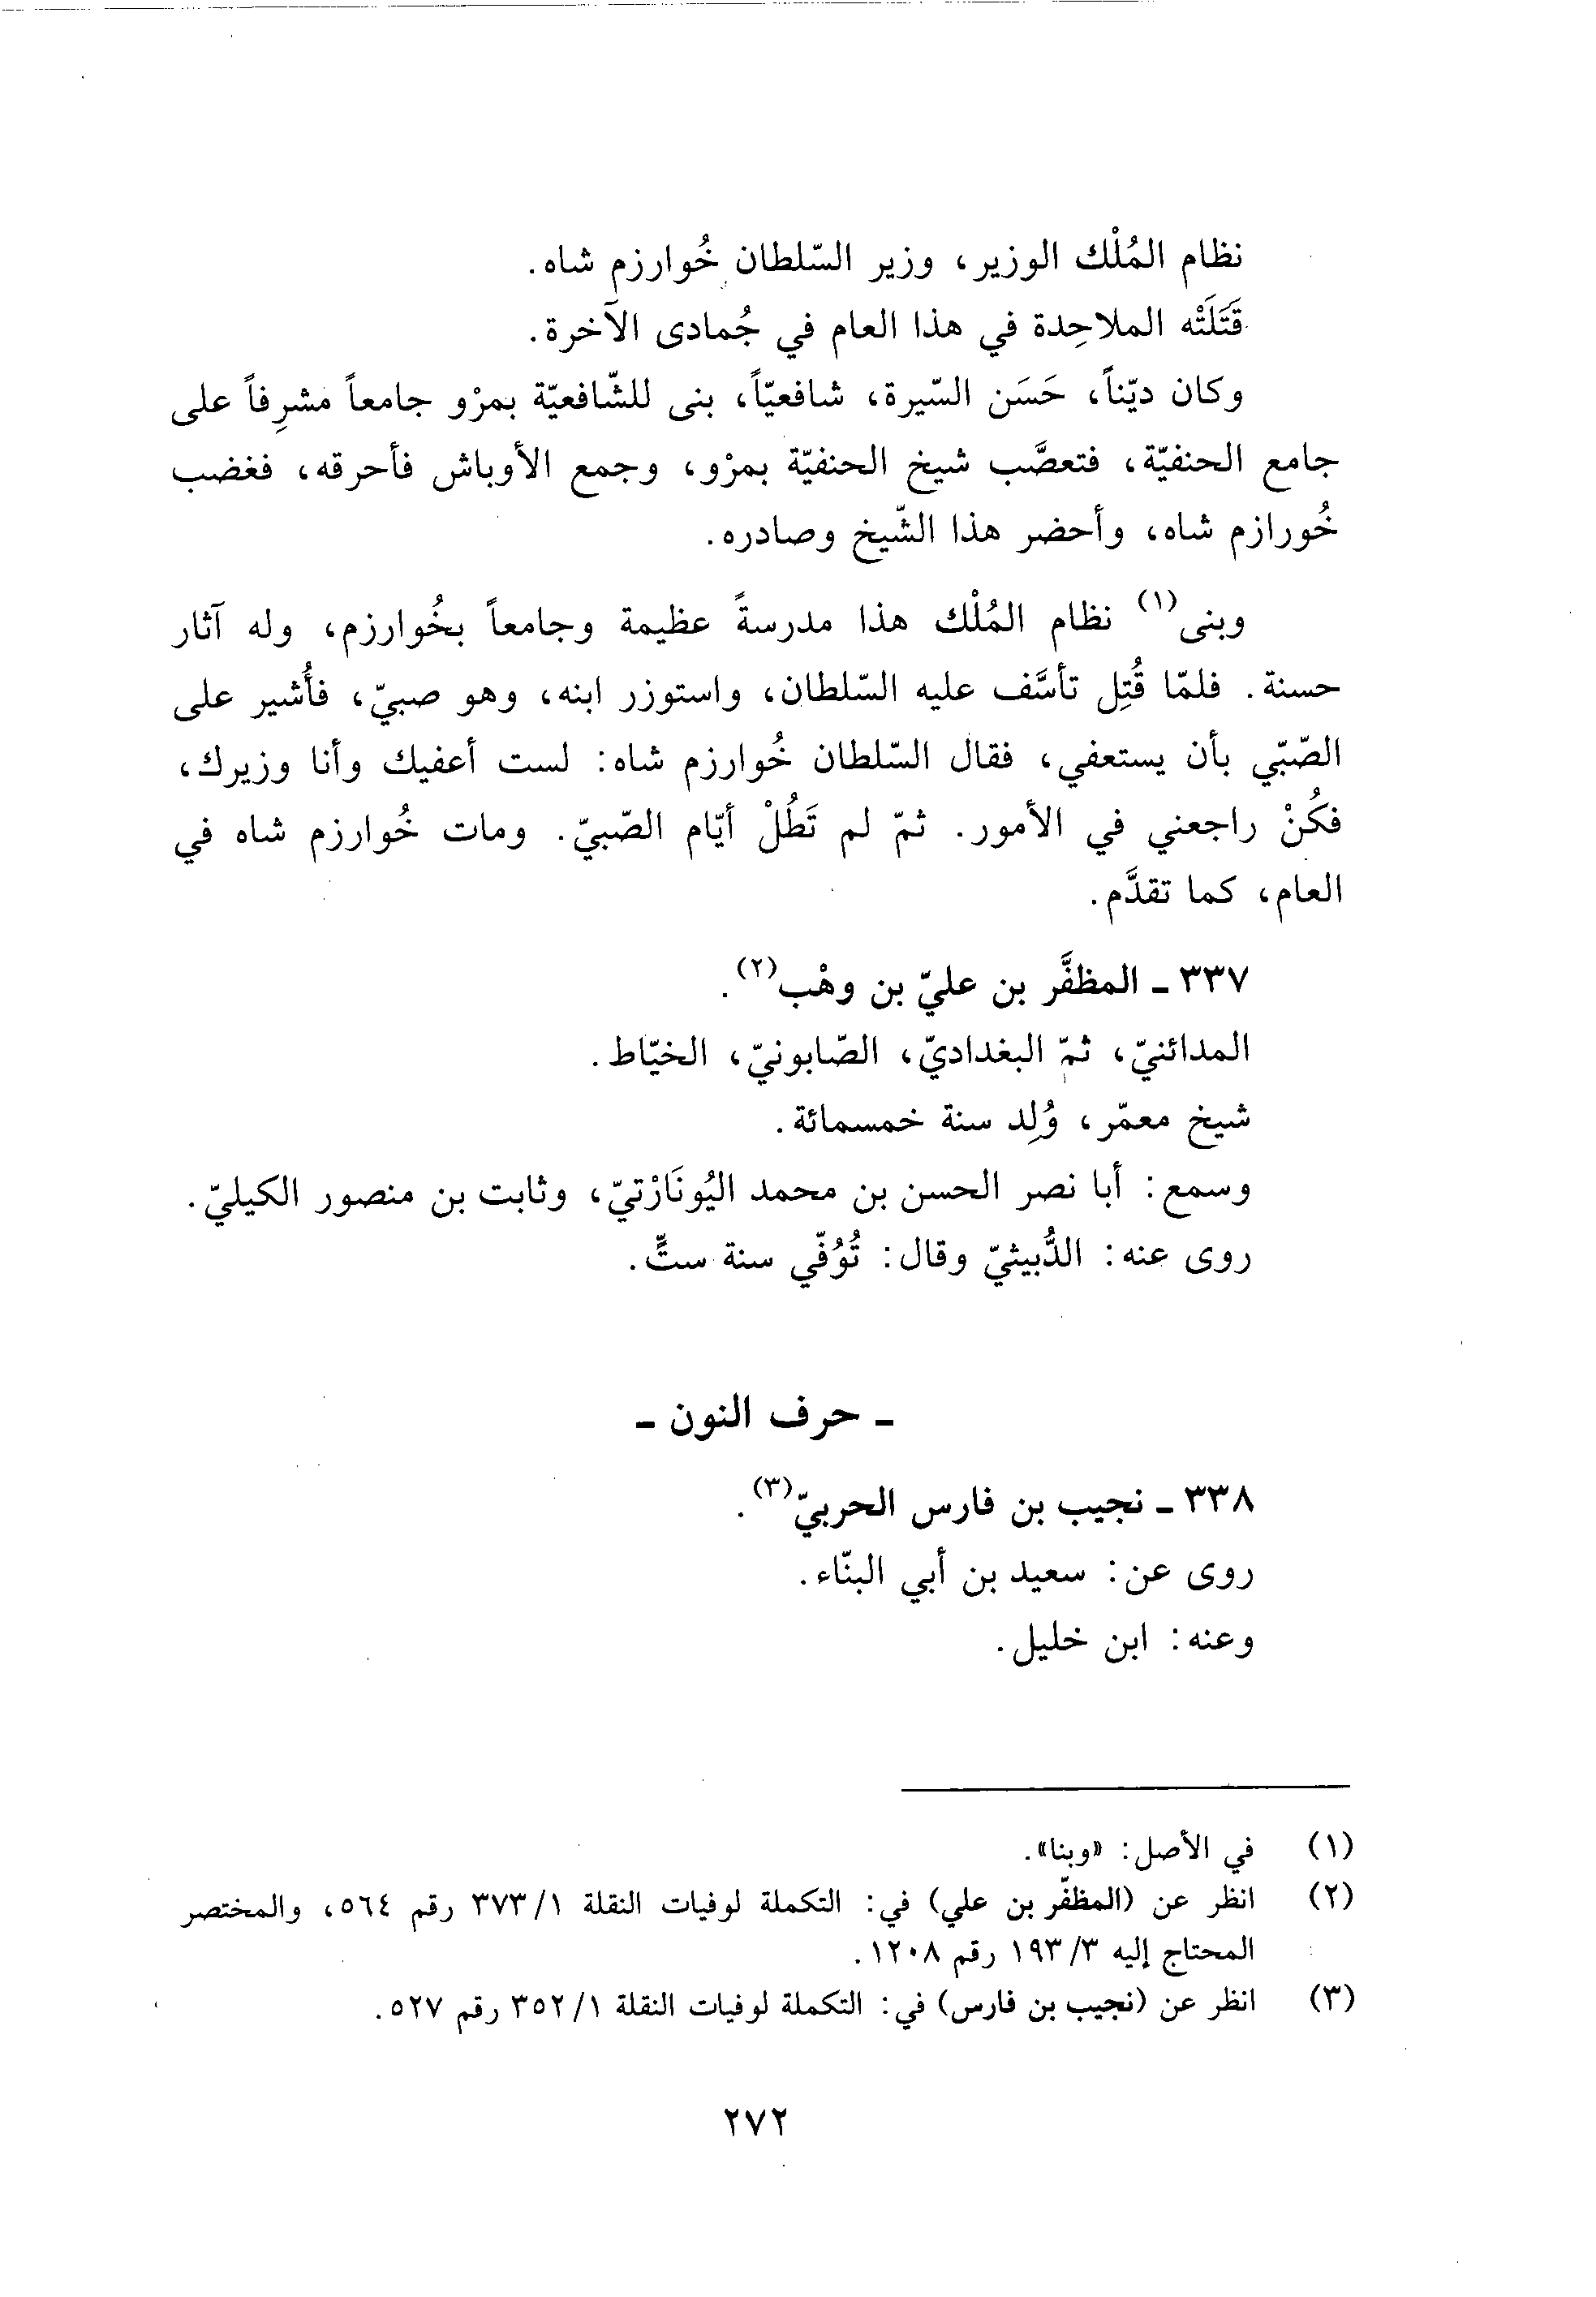 نظام المُلْك الوزير، وزير السّلطان خُوارزم شاه.
قَتَلَتْه الملاحِدة في هذا العام في جُمادى الآخرة.
وكان ديّناً، حَسَن السّيرة، شافعيّاً، بنى للشّافعيّة بمرْو جامعاً مشرِفاً على
جامع الحنفيّة، فتعصَّب شيخ الحنفيّة بمرْو، وجمع الأوباش فأحرقه، فغضب
خُورازم شاه، وأحضر هذا الشّيخ وصادره.
وبنى(١) نظام المُلْك هذا مدرسةً عظيمة وجامعاً بخُوارزم، وله آثار
حسنة. فلمّا قُتِل تأسَّف عليه السّلطان، واستوزر ابنه، وهو صبيّ، فأُشير على
الصّبّي بأن يستعفي، فقال السّلطان خُوارزم شاه: لست أعفيك وأنا وزيرك،
فكُنْ راجعني في الأمور. ثمّ لم تَطُلْ أيّام الصّبيّ. ومات خُوارزم شاه في
العام، كما تقدَّم.
٣٣٧ ـ المظفَّر بن عليّ بن وهْب(٢).
المدائنيّ، ثمّ البغداديّ، الصّابونيّ، الخيّاط.
شيخ معمّر، وُلِد سنة خمسمائة.
وسمع: أبا نصر الحسن بن محمد اليُونَارْتيّ، وثابت بن منصور الكيليّ.
روى عنه: الدُّبيثيّ وقال: تُوُفّي سنة ستٍّ.
ـ حرف النون ـ
٣٣٨ ـ نجيب بن فارس الحربيّ(٣).
روى عن: سعيد بن أبي البنّاء.
وعنه: ابن خليل.
(١) في الأصل: «وبنا».
(٢) انظر عن (المظفّر بن علي) في: التكملة لوفيات النقلة ١/ ٣٧٣ رقم ٥٦٤، والمختصر
المحتاج إليه ٣/ ١٩٣ رقم ١٢٠٨.
(٣) انظر عن (نجيب بن فارس) في: التكملة لوفيات النقلة ١/ ٣٥٢ رقم ٥٢٧.
٢٧٢